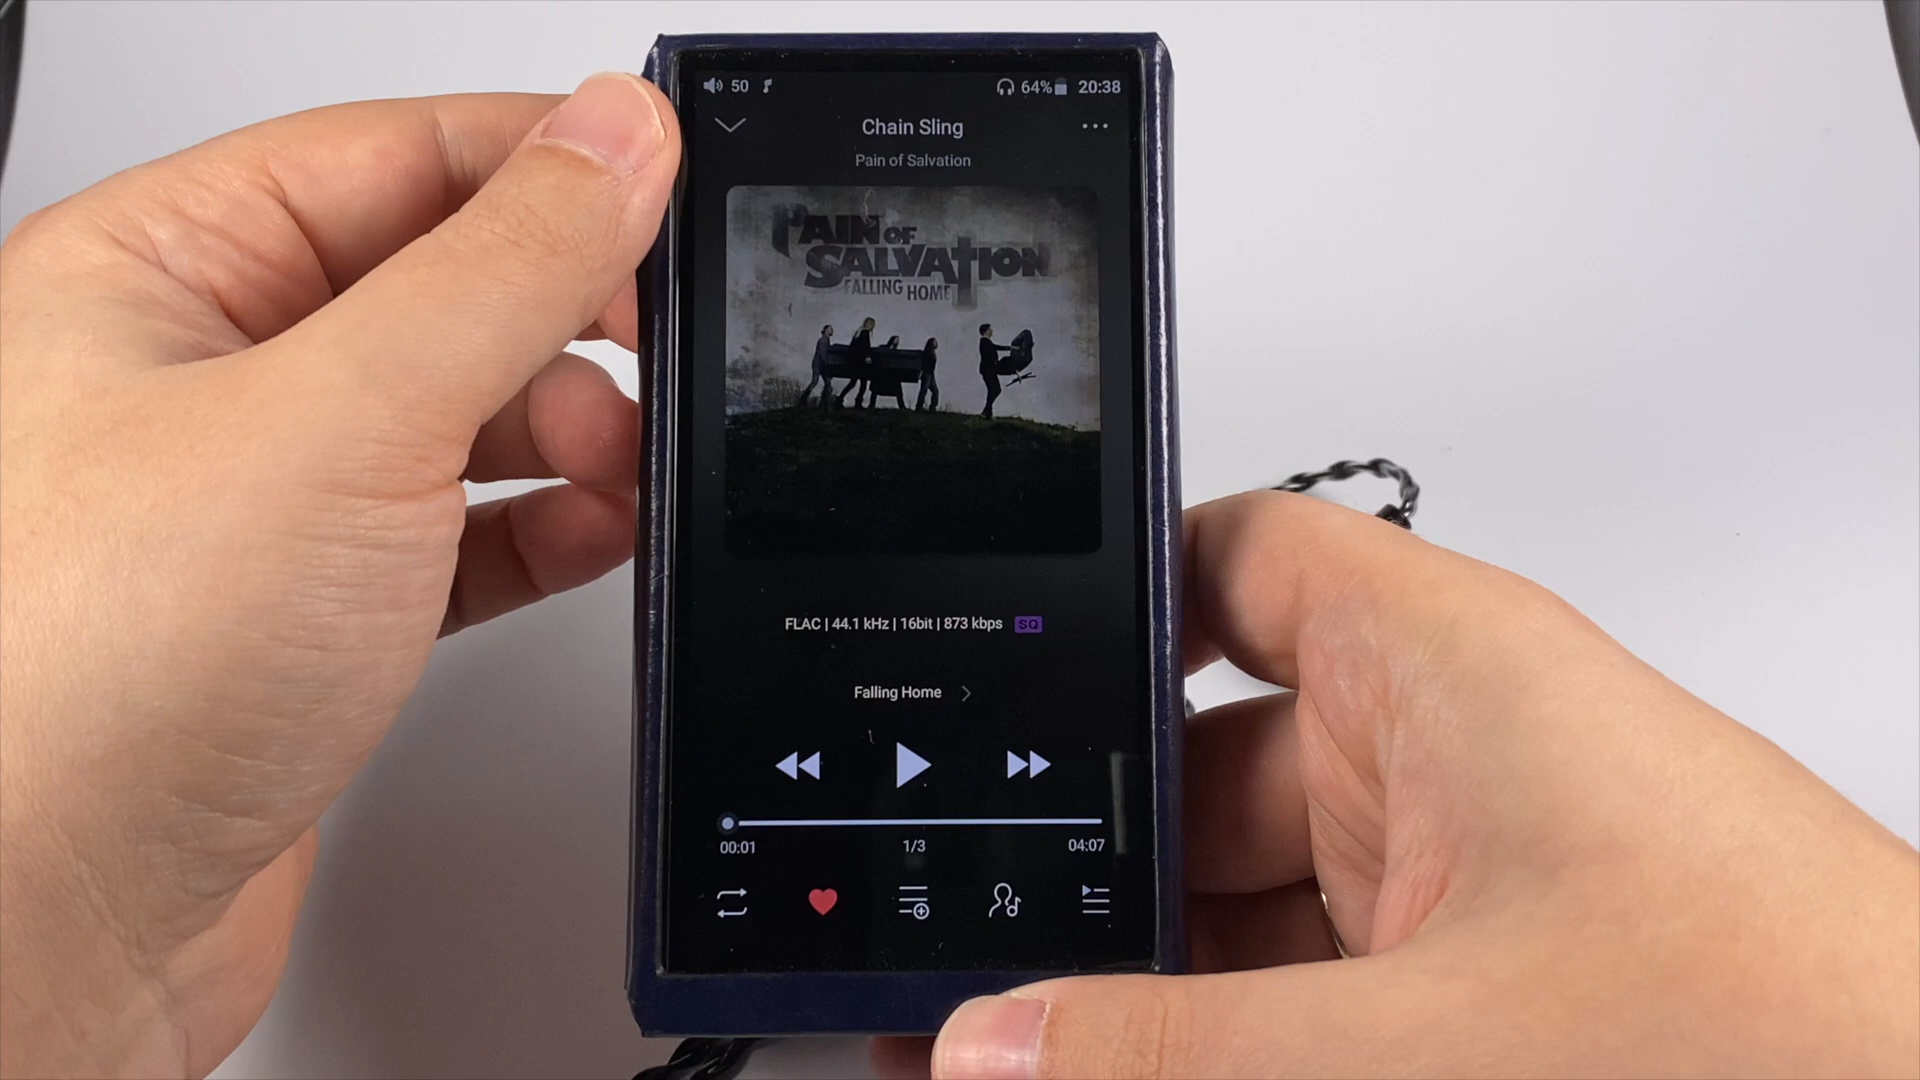 50
64% 20:38
Chain Sling
Pain of Salvation
PAIN OF
SALVATION
FALLING HOME
FLAC | 44.1 kHz | 16bit | 873 kbps SQ
Falling Home
00:01 1/3 04:07